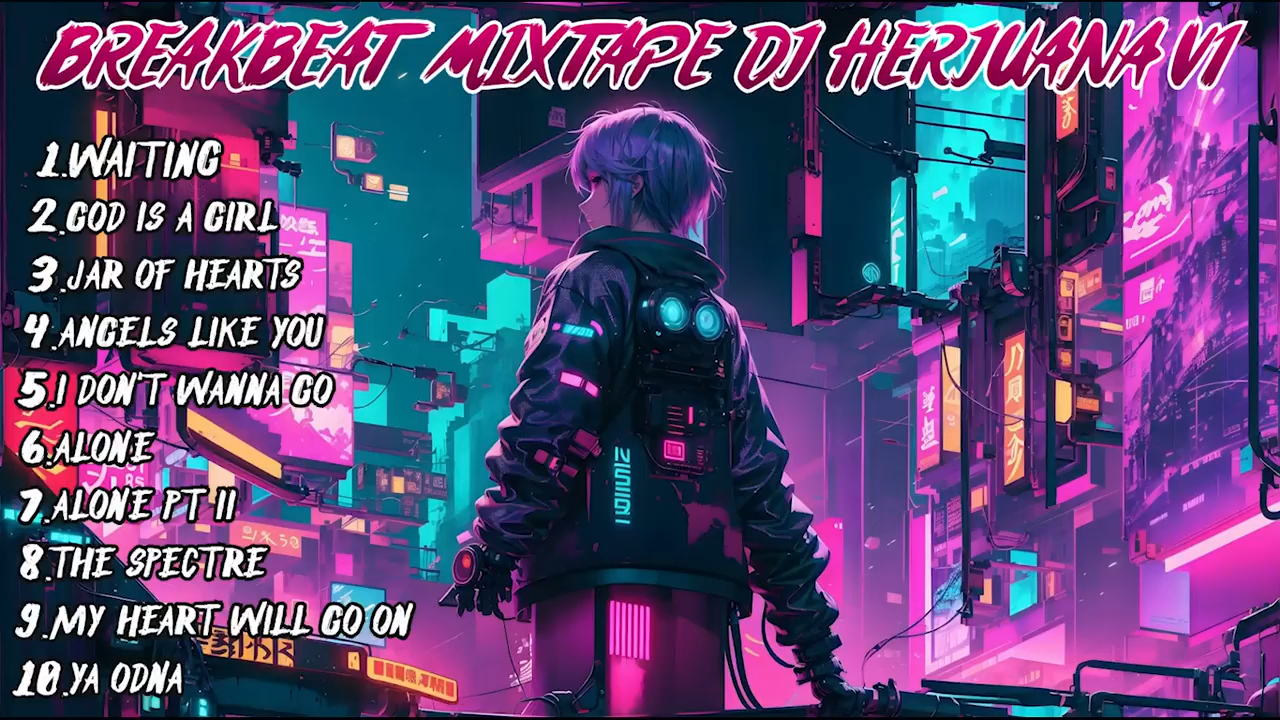 BREAKBEAT MIXTAPE DJ HERJUANA V1
1.WAITING
2.GOD IS A GIRL
3.JAR OF HEARTS
4.ANGELS LIKE YOU
5.I DON'T WANNA GO
6.ALONE
7.ALONE PT II
8.THE SPECTRE
9.MY HEART WILL GO ON
10.YA ODNA